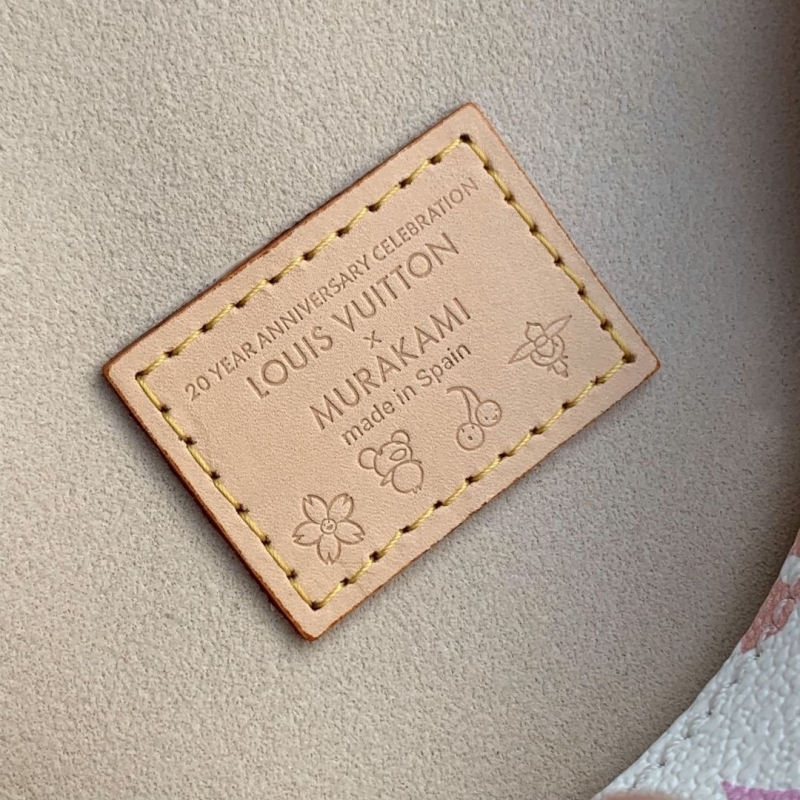 20 YEAR ANNIVERSARY CELEBRATION
LOUIS VUITTON
x
MURAKAMI
made in Spain